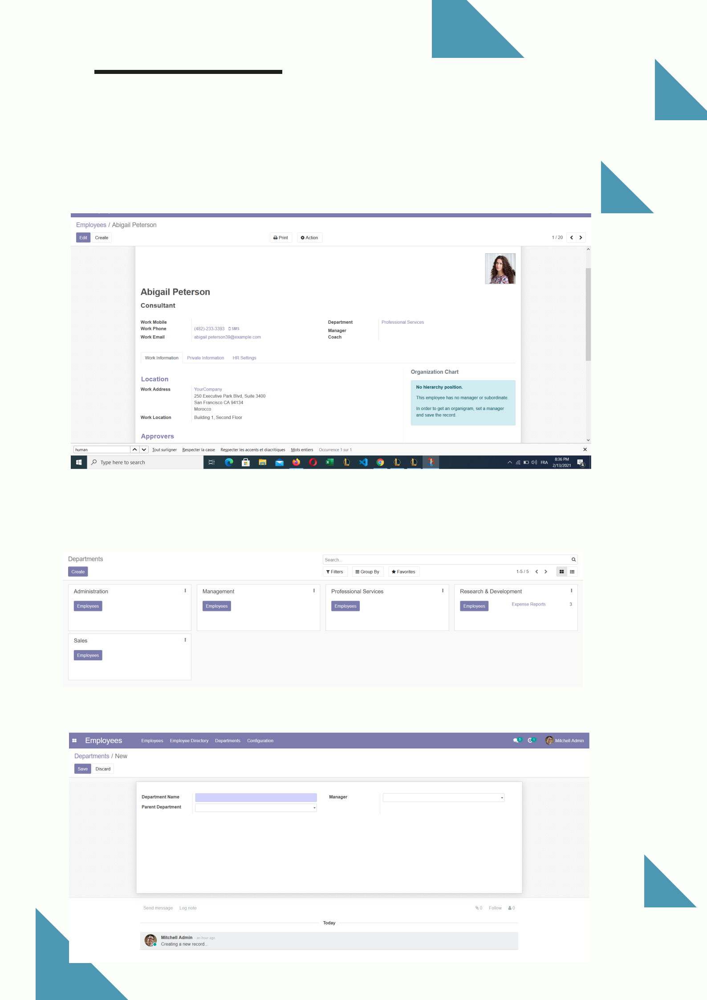 Employees / Abigail Peterson
Edit Create Print Action 1 / 20
Abigail Peterson
Consultant
Work Mobile
Work Phone (482)-233-3393 SMS
Work Email abigail.peterson39@example.com
Department Professional Services
Manager
Coach
Work Information Private Information HR Settings
Location
Work Address YourCompany
250 Executive Park Blvd, Suite 3400
San Francisco CA 94134
Morocco
Work Location Building 1, Second Floor
Approvers
Organization Chart
No hierarchy position.
This employee has no manager or subordinate.
In order to get an organigram, set a manager
and save the record.
human Tout surligner Respecter la casse Respecter les accents et diacritiques Mots entiers Occurrence 1 sur 1
Type here to search FRA 8:36 PM
2/13/2021 4
Departments Search...
Create Filters Group By Favorites 1-5 / 5
Administration
Employees
Management
Employees
Professional Services
Employees
Research & Development
Employees Expense Reports 3
Sales
Employees
Employees Employees Employee Directory Departments Configuration 5 1 Mitchell Admin
Departments / New
Save Discard
Department Name Manager
Parent Department
Send message Log note 0 Follow 0
Today
Mitchell Admin - an hour ago
Creating a new record...